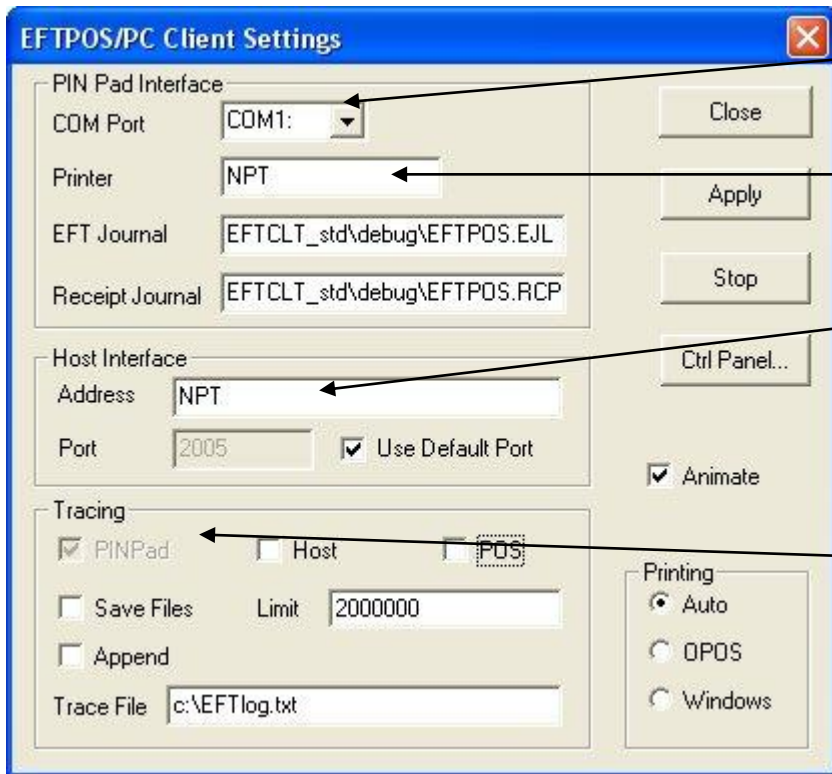 EFTPOS/PC Client Settings
PIN Pad Interface
COM Port COM1:
Printer NPT
EFT Journal EFTCLT_std\debug\EFTPOS.EJL
Receipt Journal EFTCLT_std\debug\EFTPOS.RCP
Close
Apply
Stop
Ctrl Panel...
Host Interface
Address NPT
Port 2005 Use Default Port
Animate
Tracing
PINPad Host POS
Save Files Limit 2000000
Append
Trace File c:\EFTlog.txt
Printing
Auto
OPOS
Windows